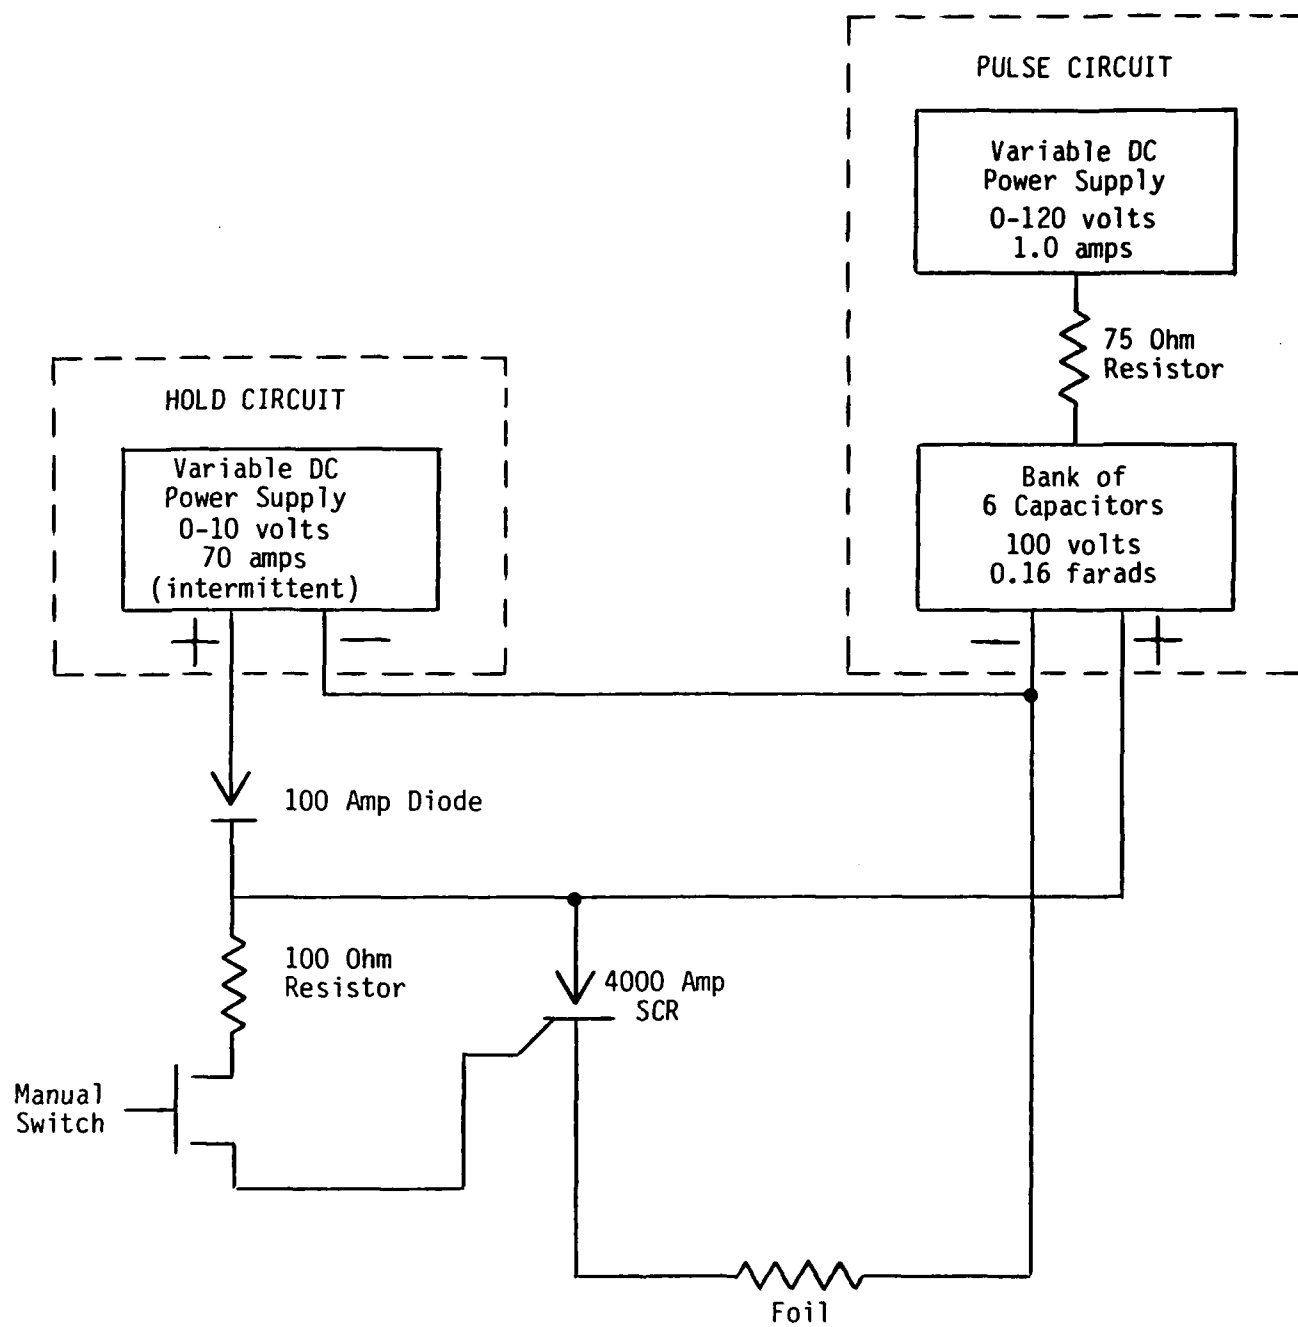 PULSE CIRCUIT
Variable DC
Power Supply
0-120 volts
1.0 amps
75 Ohm
Resistor
HOLD CIRCUIT
Variable DC
Power Supply
0-10 volts
70 amps
(intermittent)
Bank of
6 Capacitors
100 volts
0.16 farads
+ —
— +
100 Amp Diode
100 Ohm
Resistor
4000 Amp
SCR
Manual
Switch
Foil